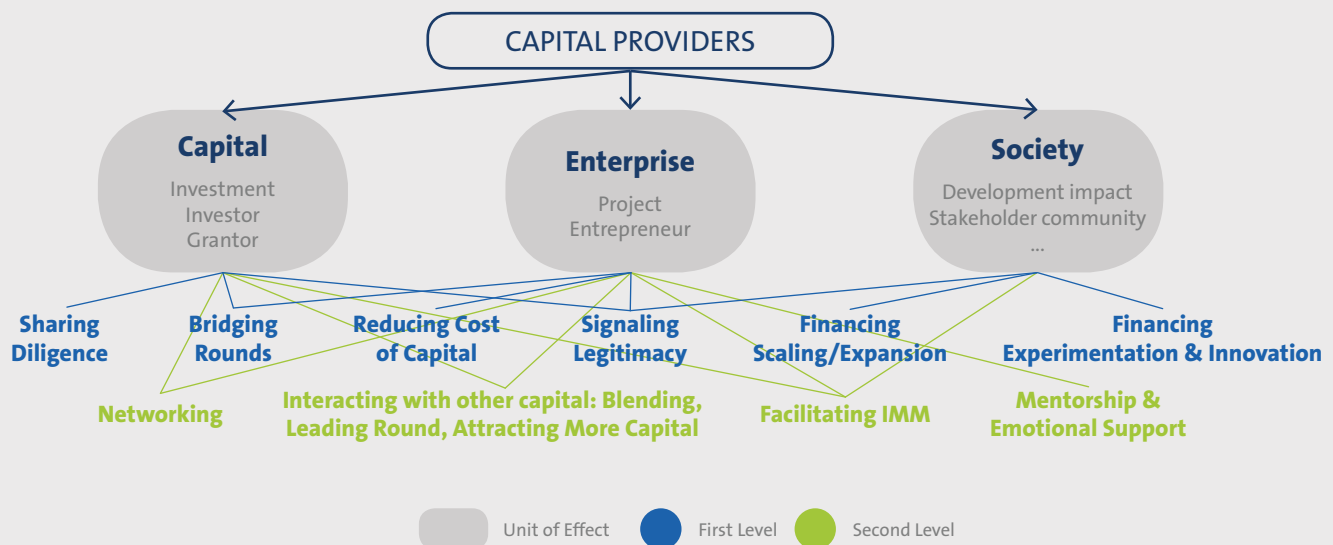 CAPITAL PROVIDERS
Capital
Investment
Investor
Grantor
Enterprise
Project
Entrepreneur
Society
Development impact
Stakeholder community
...
Sharing
Diligence
Bridging
Rounds
Reducing Cost
of Capital
Signaling
Legitimacy
Financing
Scaling/Expansion
Financing
Experimentation & Innovation
Networking
Interacting with other capital: Blending,
Leading Round, Attracting More Capital
Facilitating IMM
Mentorship &
Emotional Support
Unit of Effect
First Level
Second Level